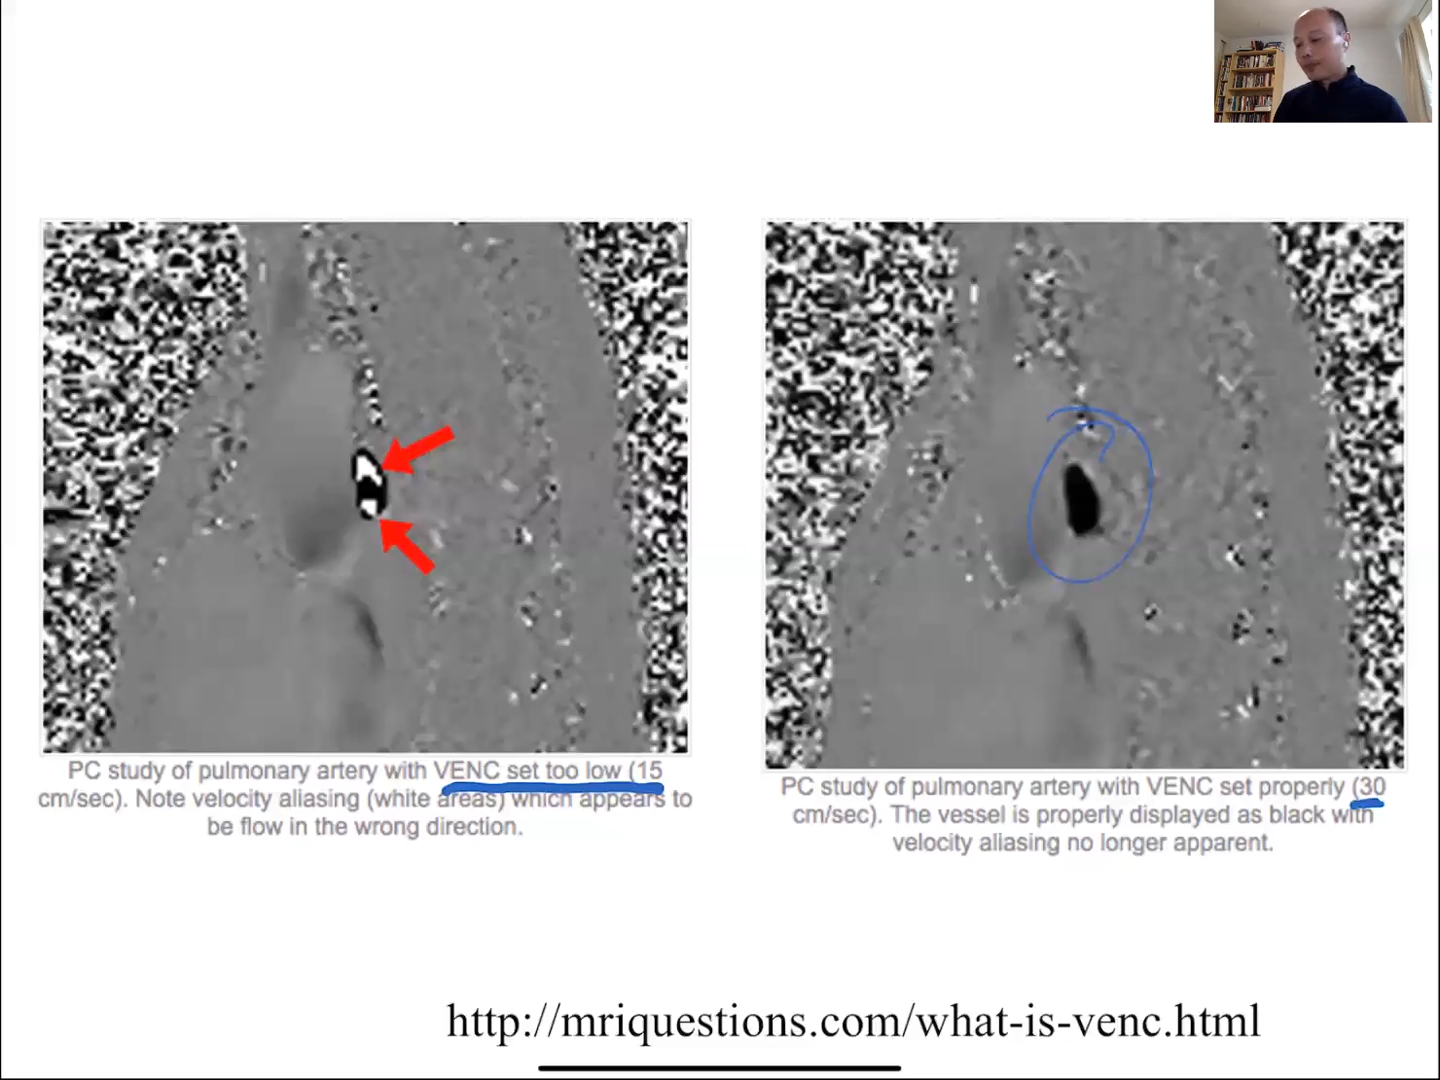 PC study of pulmonary artery with VENC set too low (15
cm/sec). Note velocity aliasing (white areas) which appears to
be flow in the wrong direction.
PC study of pulmonary artery with VENC set properly (30
cm/sec). The vessel is properly displayed as black with
velocity aliasing no longer apparent.
http://mriquestions.com/what-is-venc.html